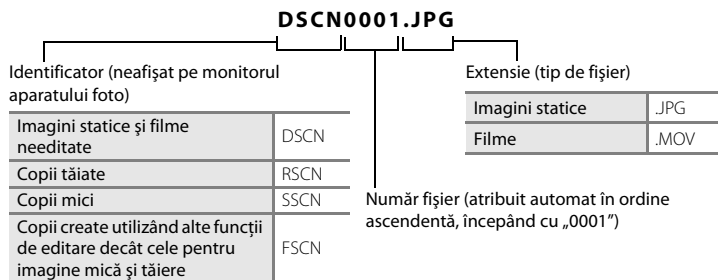 DSCN0001.JPG
Identificator (neafișat pe monitorul
aparatului foto)
Imagini statice şi filme
needitate
DSCN
Copii tăiate
RSCN
Copii mici
SSCN
Copii create utilizând alte funcţii
de editare decât cele pentru
imagine mică şi tăiere
FSCN
Extensie (tip de fişier)
Imagini statice
.JPG
Filme
.MOV
Număr fişier (atribuit automat în ordine
ascendentă, începând cu „0001”)